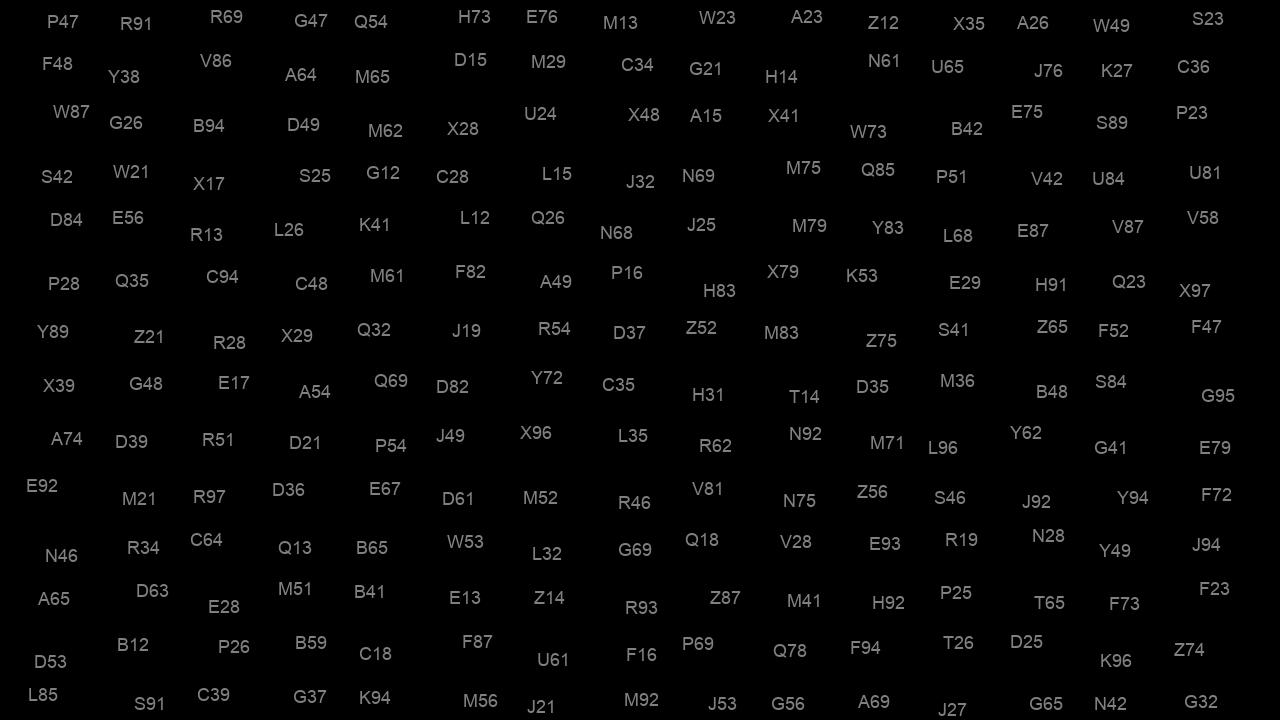 P47 R91 R69 G47 Q54 H73 E76 M13 W23 A23 Z12 X35 A26 W49 S23
F48 Y38 V86 A64 M65 D15 M29 C34 G21 H14 N61 U65 J76 K27 C36
W87 G26 B94 D49 M62 X28 U24 X48 A15 X41 W73 B42 E75 S89 P23
S42 W21 X17 S25 G12 C28 L15 J32 N69 M75 Q85 P51 V42 U84 U81
D84 E56 R13 L26 K41 L12 Q26 N68 J25 M79 Y83 L68 E87 V87 V58
P28 Q35 C94 C48 M61 F82 A49 P16 H83 X79 K53 E29 H91 Q23 X97
Y89 Z21 R28 X29 Q32 J19 R54 D37 Z52 M83 Z75 S41 Z65 F52 F47
X39 G48 E17 A54 Q69 D82 Y72 C35 H31 T14 D35 M36 B48 S84 G95
A74 D39 R51 D21 P54 J49 X96 L35 R62 N92 M71 L96 Y62 G41 E79
E92 M21 R97 D36 E67 D61 M52 R46 V81 N75 Z56 S46 J92 Y94 F72
N46 R34 C64 Q13 B65 W53 L32 G69 Q18 V28 E93 R19 N28 Y49 J94
A65 D63 E28 M51 B41 E13 Z14 R93 Z87 M41 H92 P25 T65 F73 F23
D53 B12 P26 B59 C18 F87 U61 F16 P69 Q78 F94 T26 D25 K96 Z74
L85 S91 C39 G37 K94 M56 J21 M92 J53 G56 A69 J27 G65 N42 G32